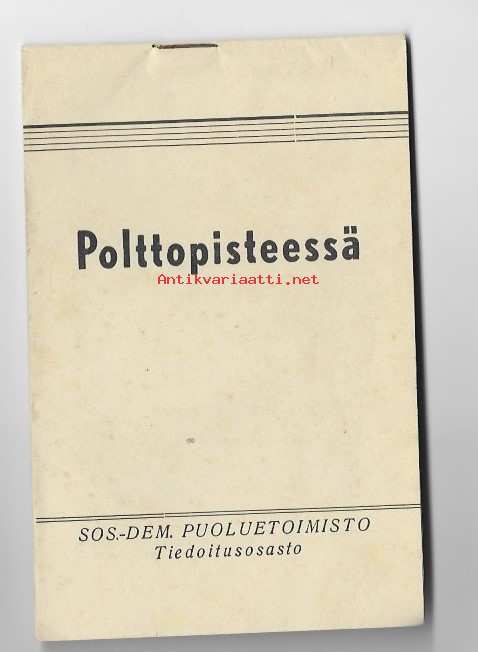 Polttopisteessä
Antikvariaatti.net
SOS.-DEM. PUOLUETOIMISTO
Tiedoitusosasto